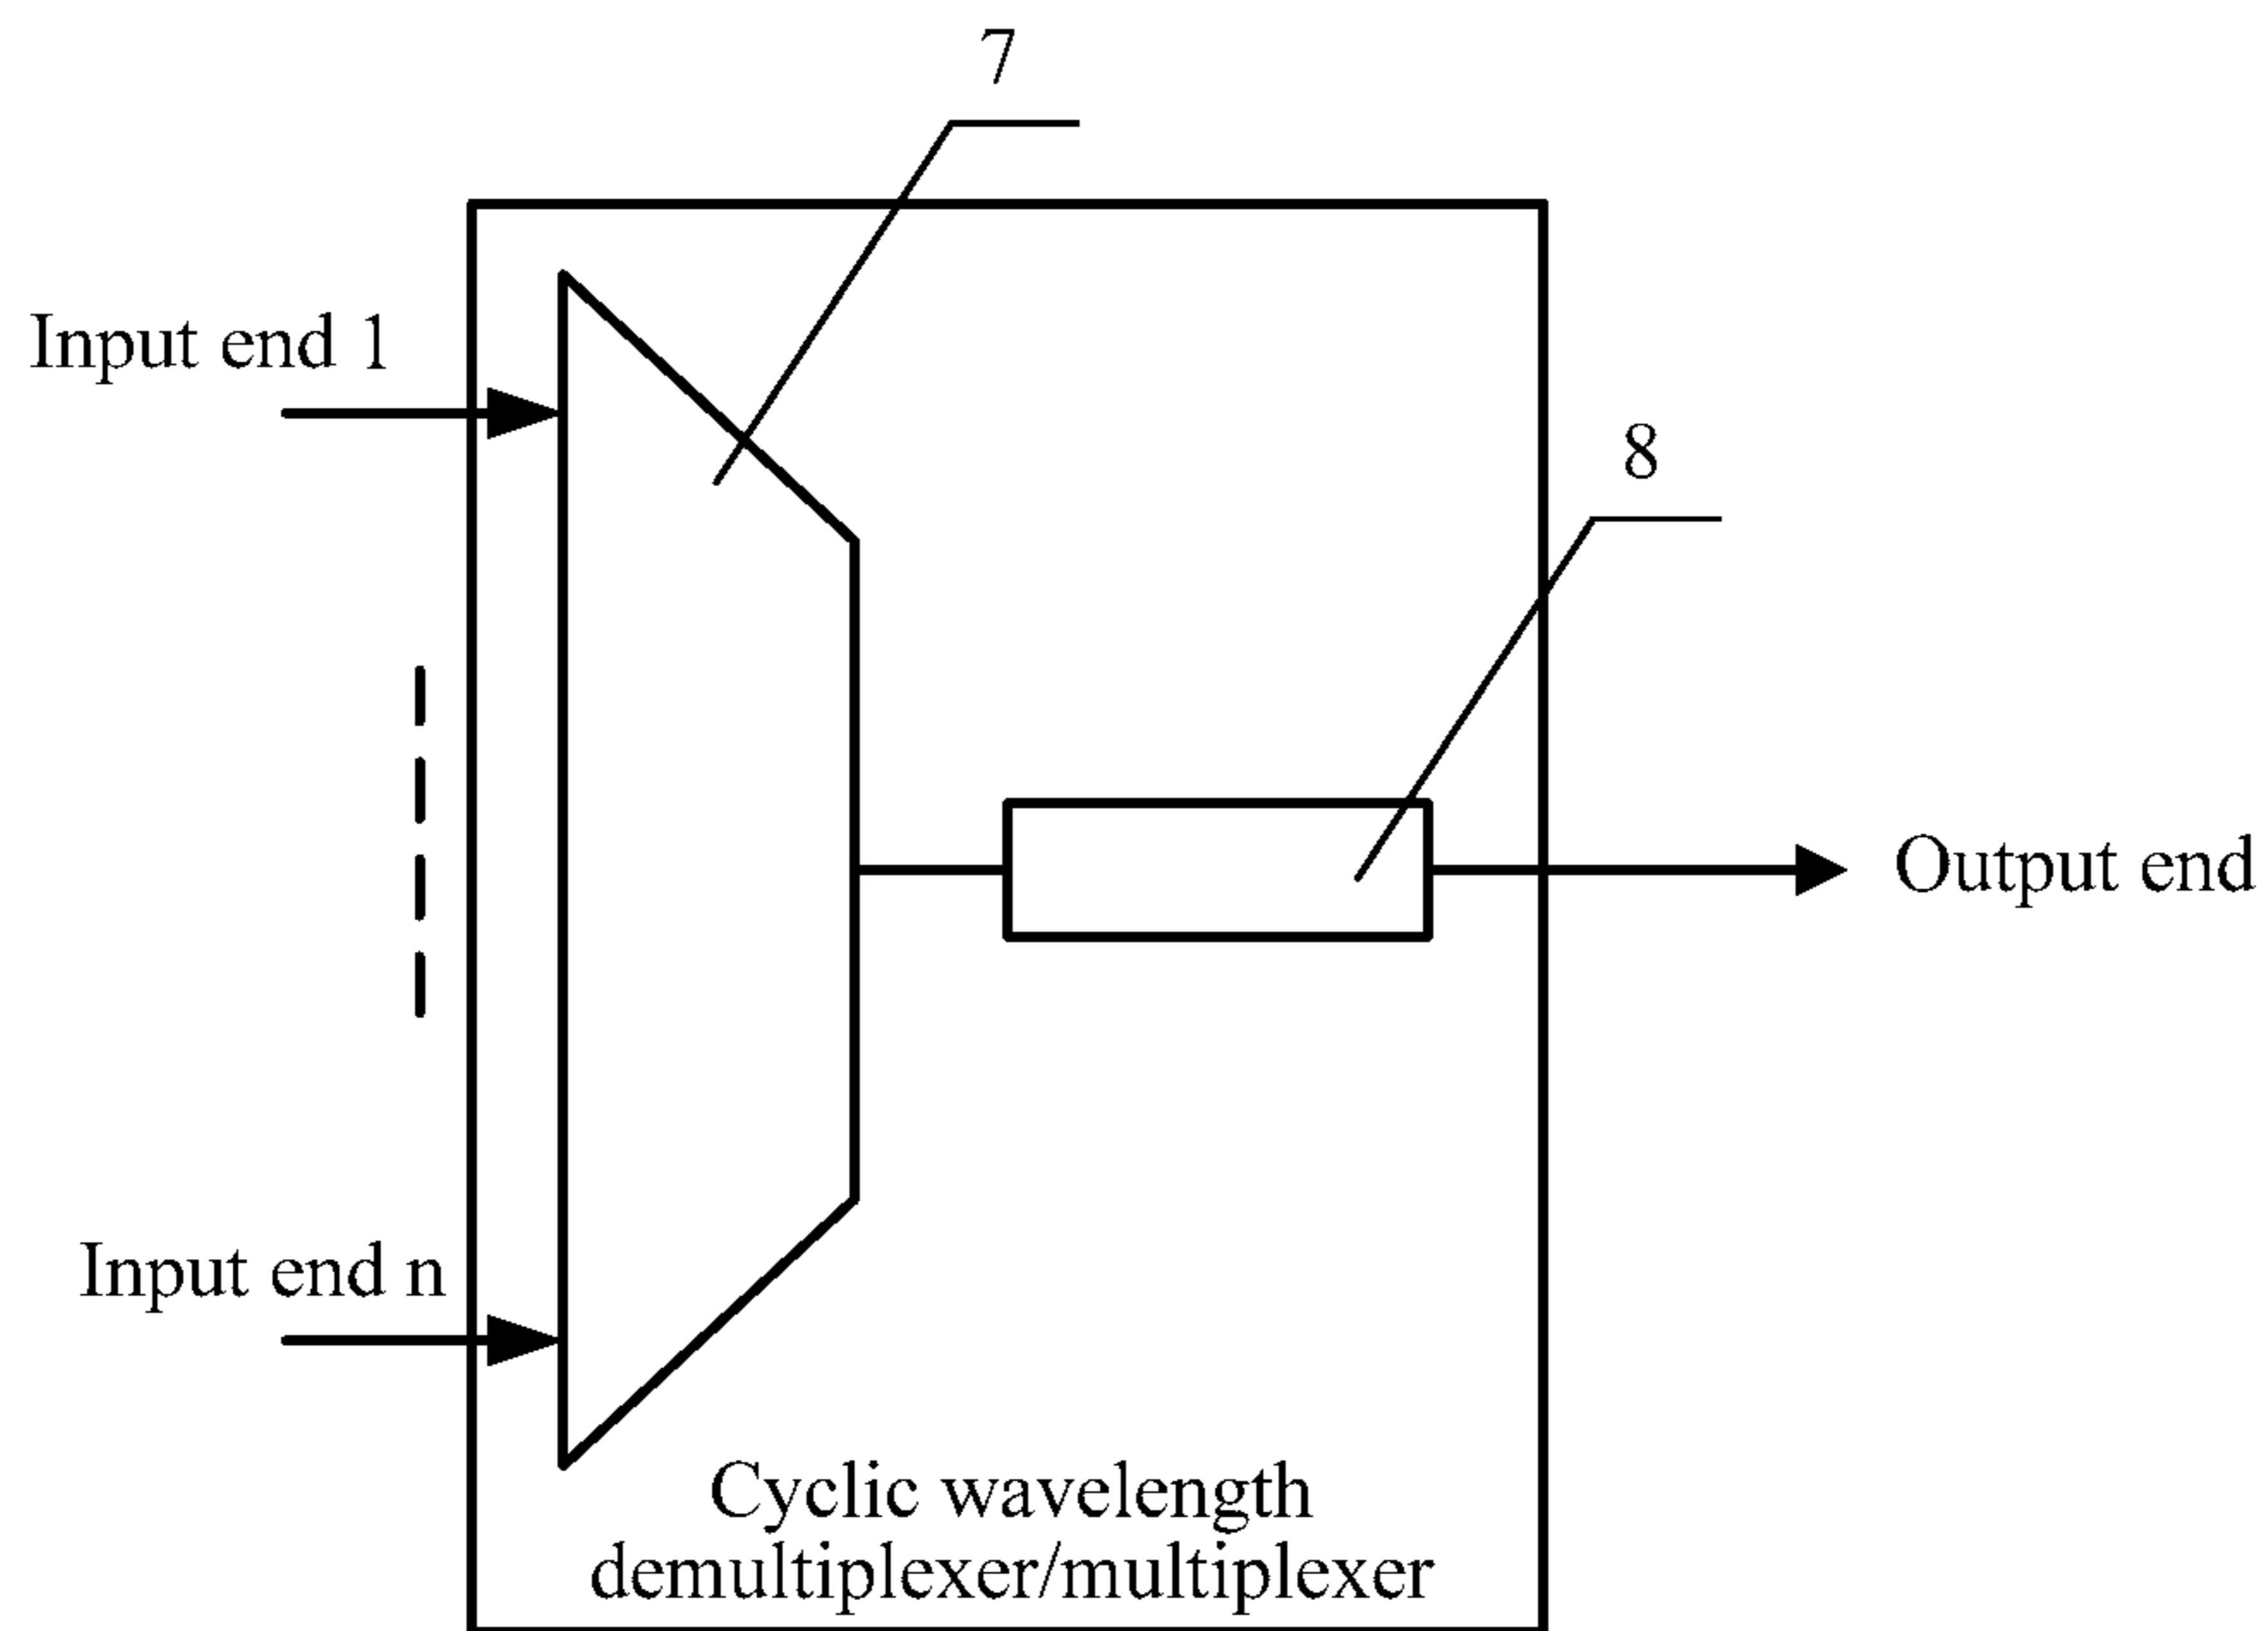 7
Input end 1
8
Output end
Input end n
Cyclic wavelength
demultiplexer/multiplexer